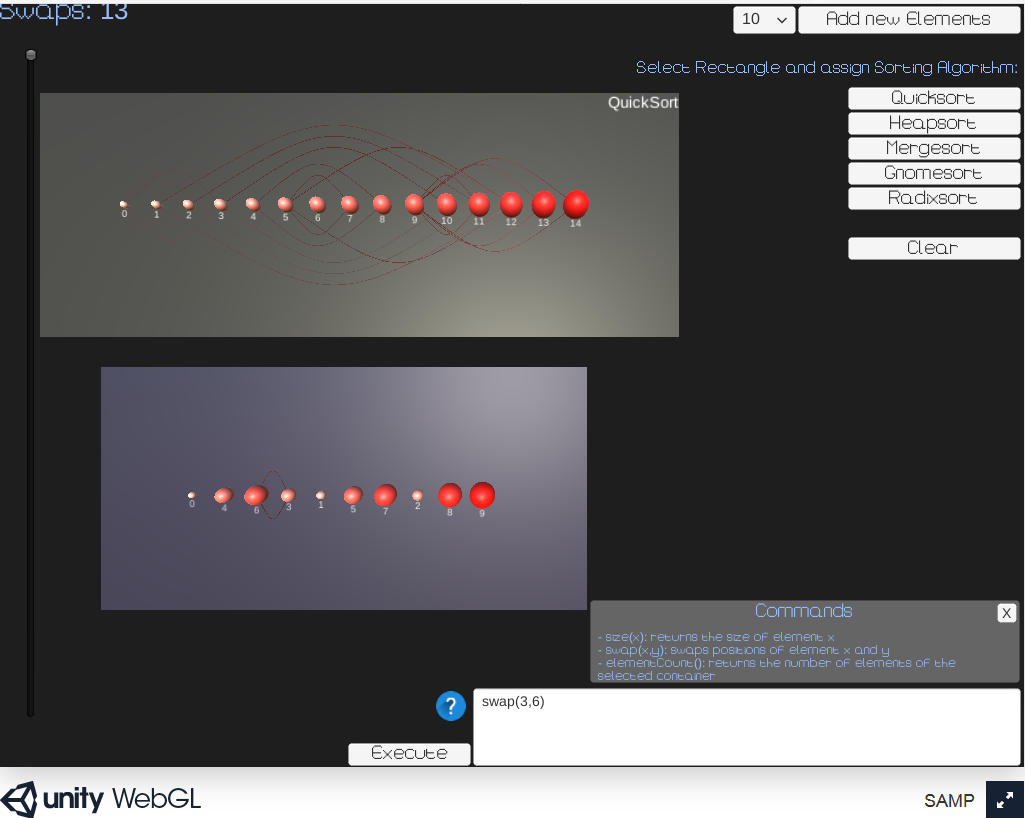 Swaps: 13
10
Add new Elements
Select Rectangle and assign Sorting Algorithm:
Quicksort
Heapsort
Mergesort
Gnomesort
Radixsort
Clear
QuickSort
0 1 2 3 4 5 6 7 8 9 10 11 12 13 14
0 4 6 3 1 5 7 2 8 9
Commands
X
- size(x): returns the size of element x
- swap(x,y): swaps positions of element x and y
- elementCount(): returns the number of elements of the
selected container
?
swap(3,6)
Execute
unity WebGL
SAMP